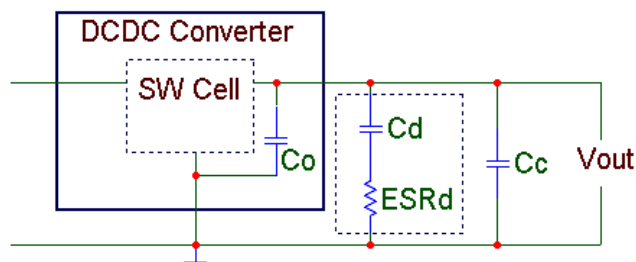 DCDC Converter
SW Cell
Co
Cd
ESRd
Cc
Vout